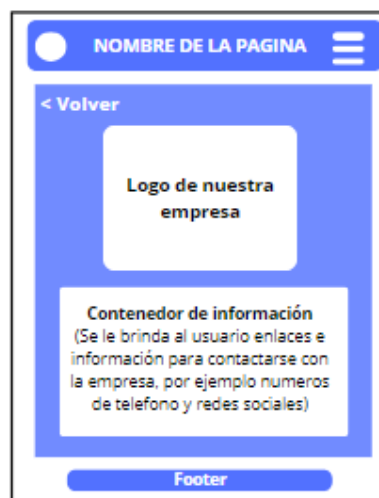 NOMBRE DE LA PAGINA
< Volver
Logo de nuestra
empresa
Contenedor de información
(Se le brinda al usuario enlaces e
información para contactarse con
la empresa, por ejemplo numeros
de telefono y redes sociales)
Footer